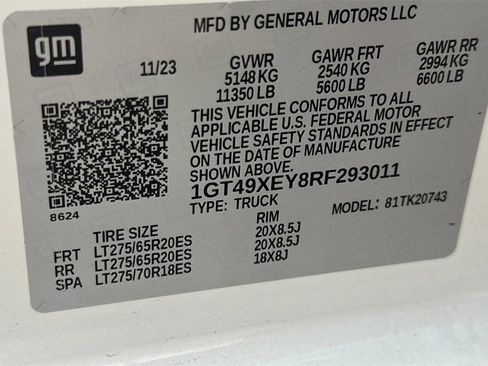 MFD BY GENERAL MOTORS LLC
gm
11/23 GVWR GAWR FRT GAWR RR
5148 KG 2540 KG 2994 KG
11350 LB 5600 LB 6600 LB
THIS VEHICLE CONFORMS TO ALL
APPLICABLE U.S. FEDERAL MOTOR
VEHICLE SAFETY STANDARDS IN EFFECT
ON THE DATE OF MANUFACTURE
SHOWN ABOVE.
1GT49XEY8RF293011
8624
TYPE: TRUCK MODEL: 81TK20743
TIRE SIZE RIM
FRT LT275/65R20ES 20X8.5J
RR LT275/65R20ES 20X8.5J
SPA LT275/70R18ES 18X8J